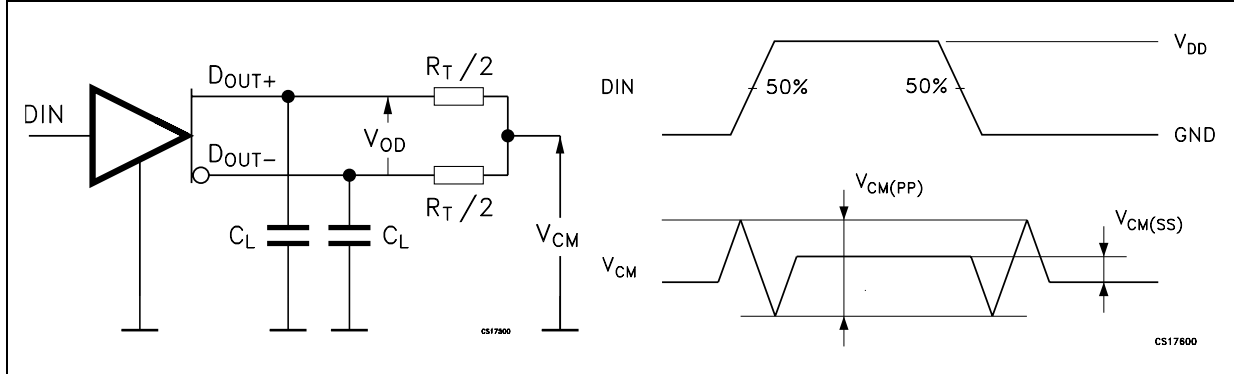 DIN
DOUT+
DOUT–
VOD
RT /2
RT /2
CL
CL
VCM
CS17300
DIN
50%
50%
VDD
GND
VCM
VCM(PP)
VCM(SS)
CS17600